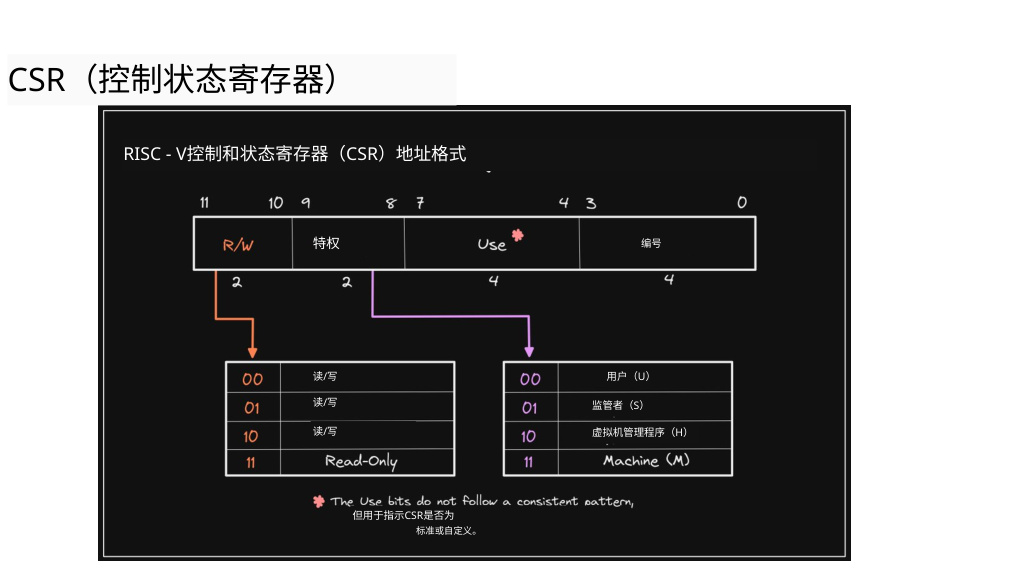 CSR（控制状态寄存器）
RISC - V控制和状态寄存器（CSR）地址格式
11 10 9 8 7 4 3 0
R/W 特权 Use* 编号
2 2 4 4
00 读/写 00 用户（U）
01 读/写 01 监管者（S）
10 读/写 10 虚拟机管理程序（H）
11 Read-Only 11 Machine (M)
* The Use bits do not follow a consistent pattern,
但用于指示CSR是否为
标准或自定义。